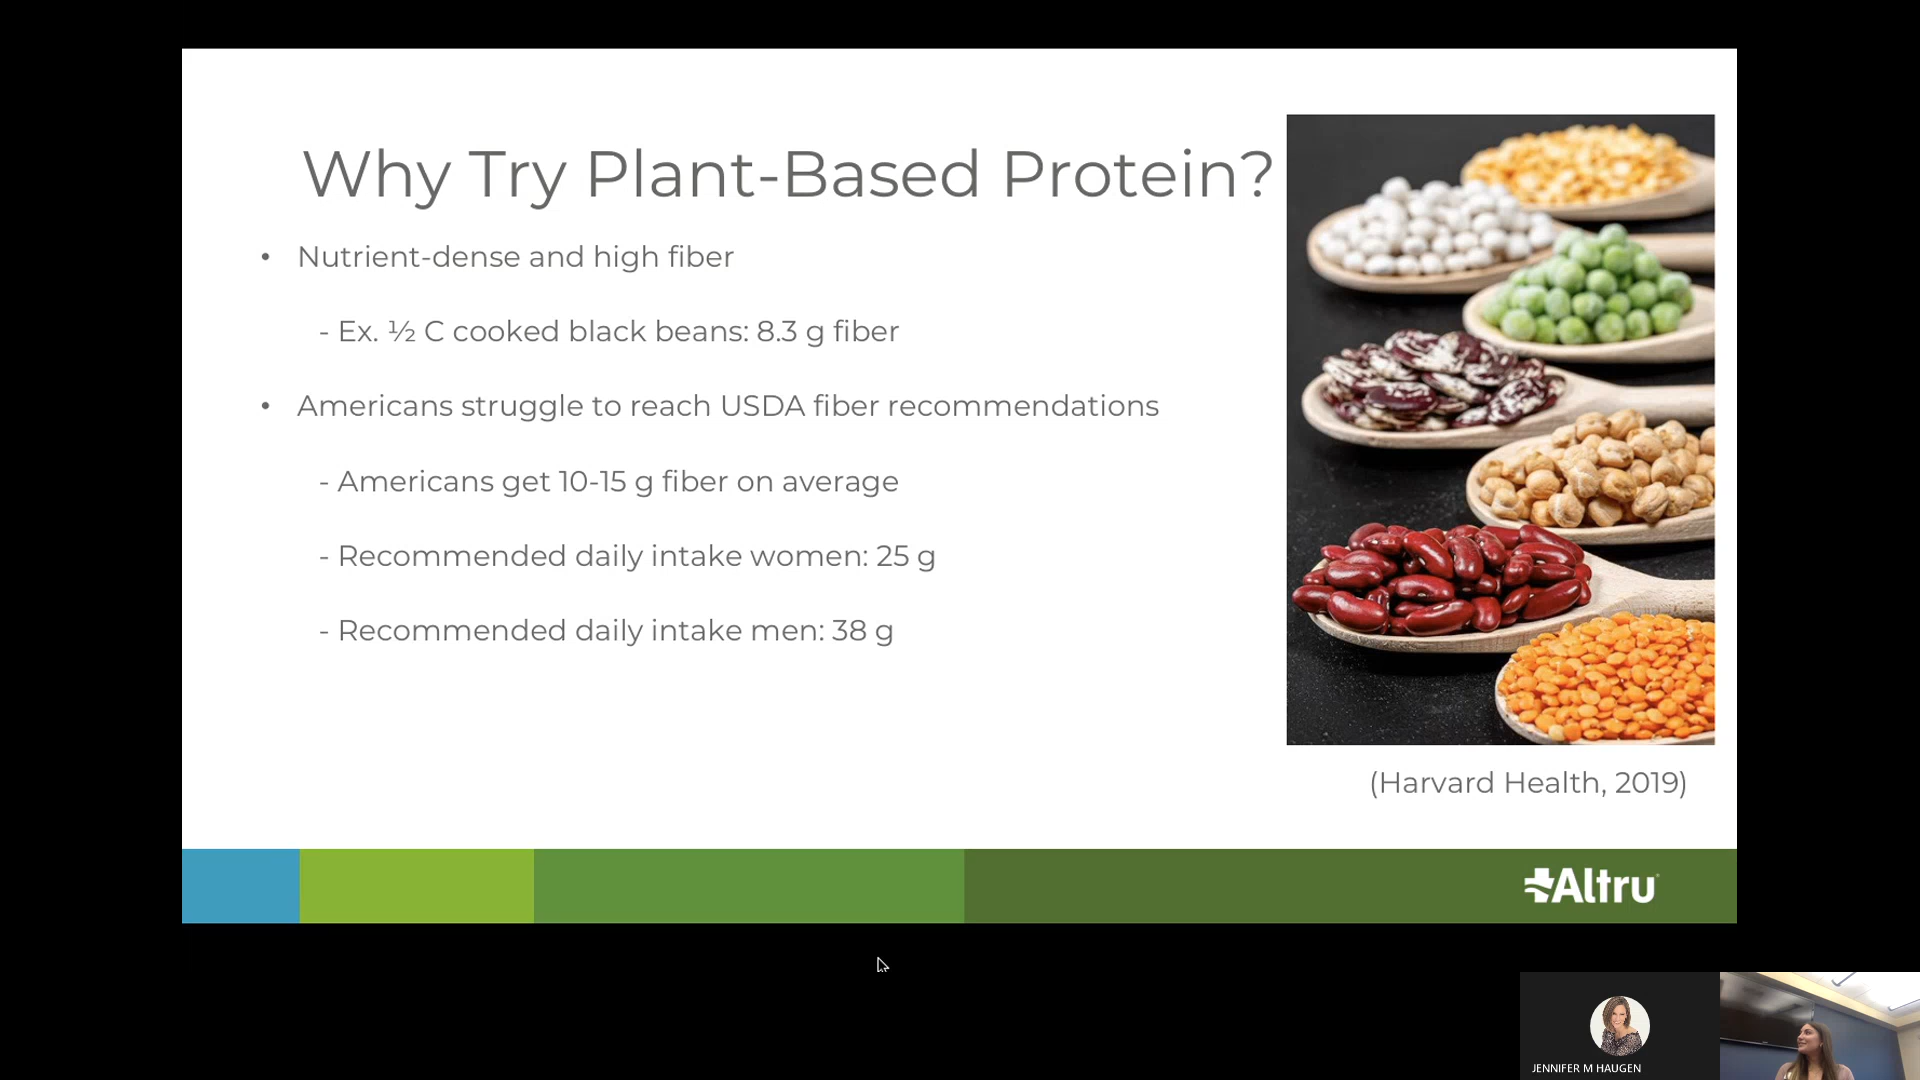 Why Try Plant-Based Protein?
• Nutrient-dense and high fiber
- Ex. ½ C cooked black beans: 8.3 g fiber
• Americans struggle to reach USDA fiber recommendations
- Americans get 10-15 g fiber on average
- Recommended daily intake women: 25 g
- Recommended daily intake men: 38 g
(Harvard Health, 2019)
Altru
JENNIFER M HAUGEN